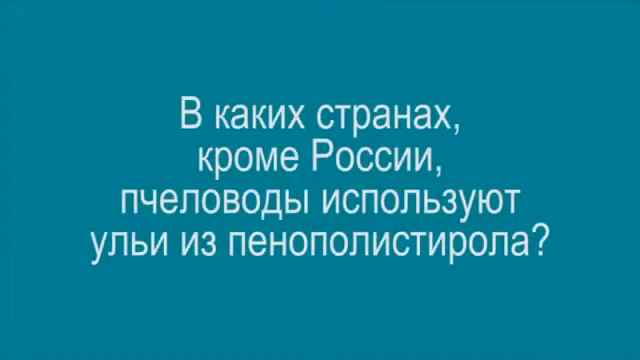 В каких странах,
кроме России,
пчеловоды используют
ульи из пенополистирола?